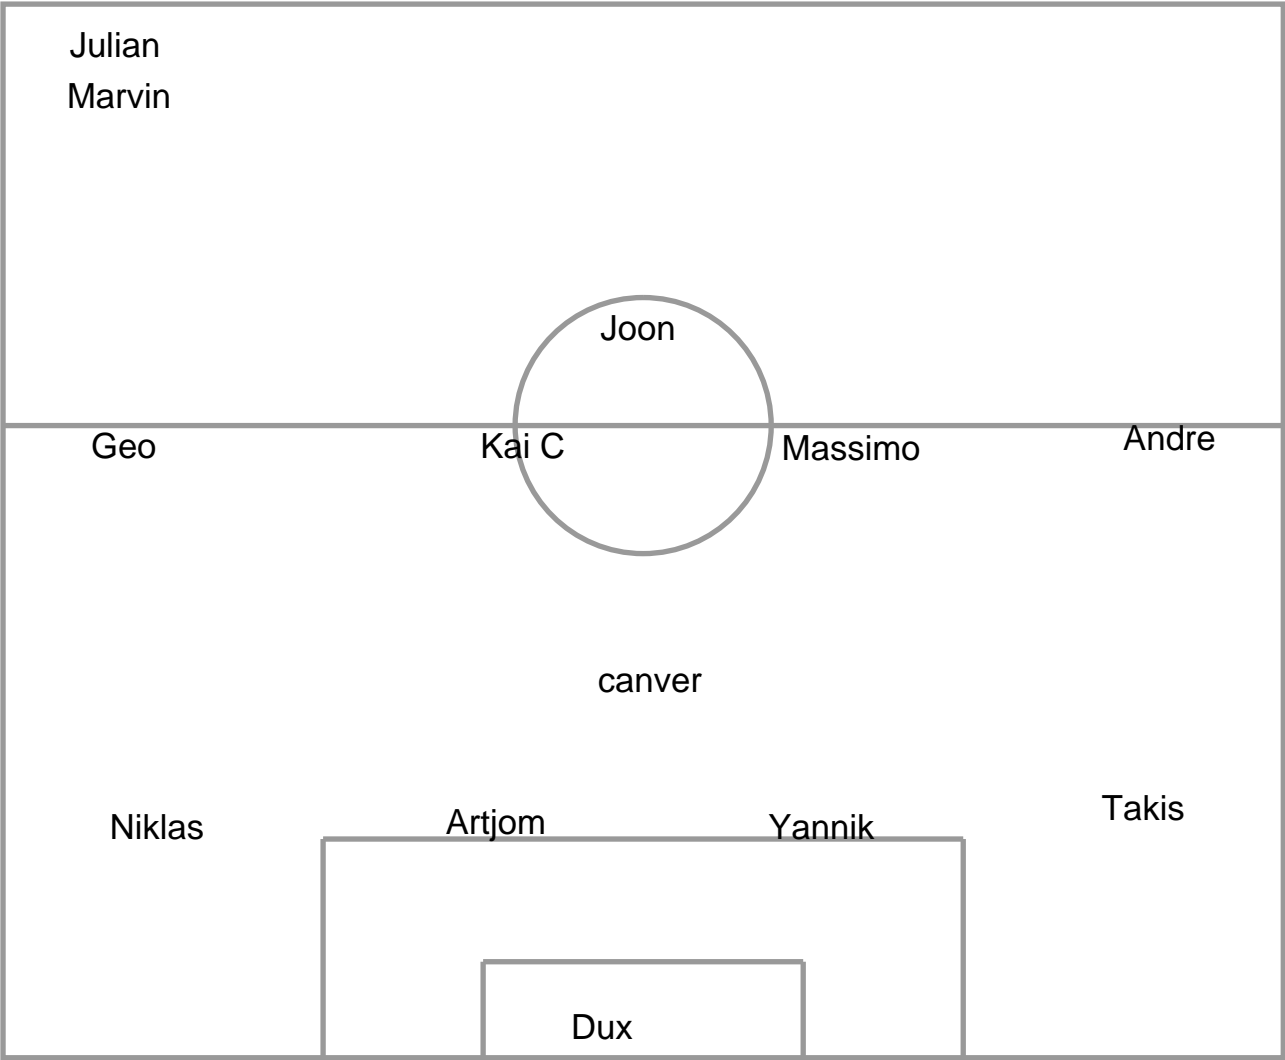 Julian
Marvin
Joon
Geo Kai C Massimo Andre
canver
Niklas Artjom Yannik Takis
Dux